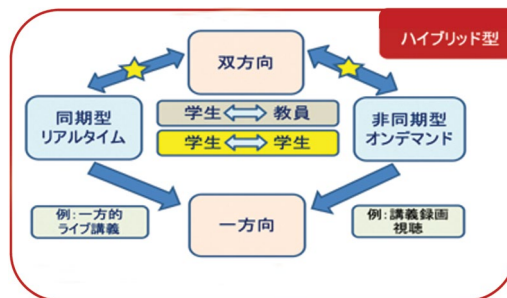 ハイブリッド型
双方向
同期型
リアルタイム
学生 教員
学生 学生
非同期型
オンデマンド
例：一方的
ライブ講義
一方向
例：講義録画
視聴